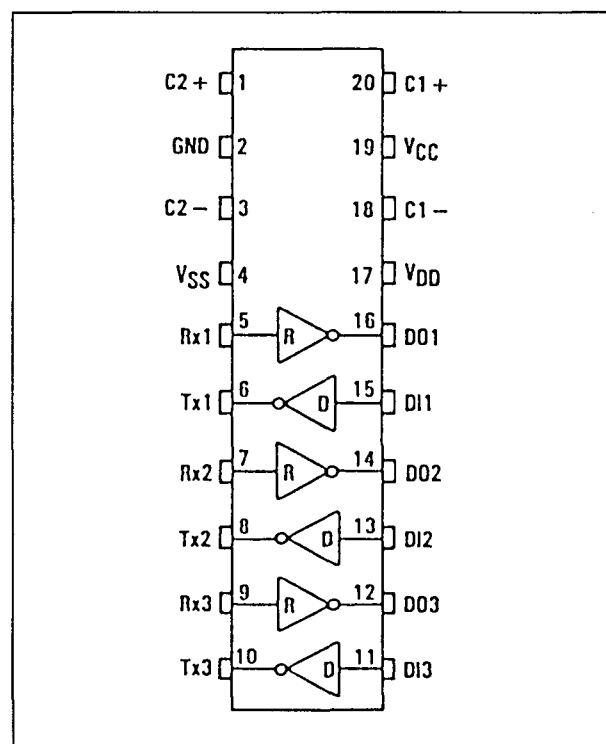 C2+ 1 20 C1+
GND 2 19 VCC
C2− 3 18 C1−
VSS 4 17 VDD
Rx1 5 R 16 DO1
Tx1 6 D 15 DI1
Rx2 7 R 14 DO2
Tx2 8 D 13 DI2
Rx3 9 R 12 DO3
Tx3 10 D 11 DI3